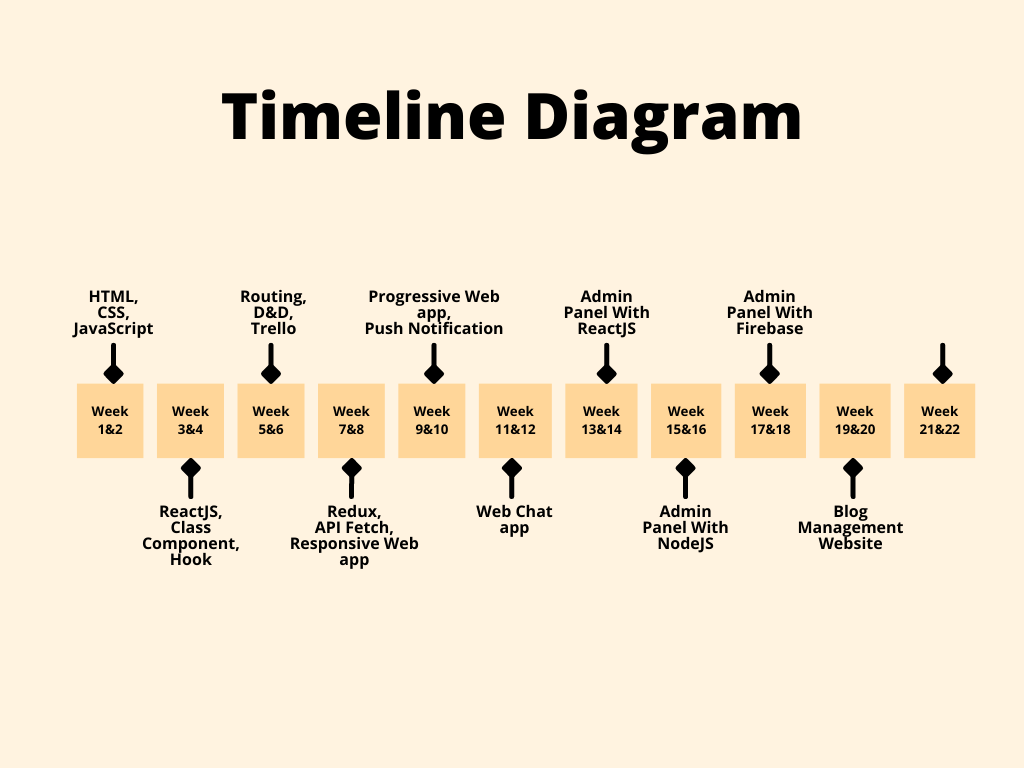 Timeline Diagram
HTML,
CSS,
JavaScript
Routing,
D&D,
Trello
Progressive Web
app,
Push Notification
Admin
Panel With
ReactJS
Admin
Panel With
Firebase
Week
1&2
Week
3&4
Week
5&6
Week
7&8
Week
9&10
Week
11&12
Week
13&14
Week
15&16
Week
17&18
Week
19&20
Week
21&22
ReactJS,
Class
Component,
Hook
Redux,
API Fetch,
Responsive Web
app
Web Chat
app
Admin
Panel With
NodeJS
Blog
Management
Website